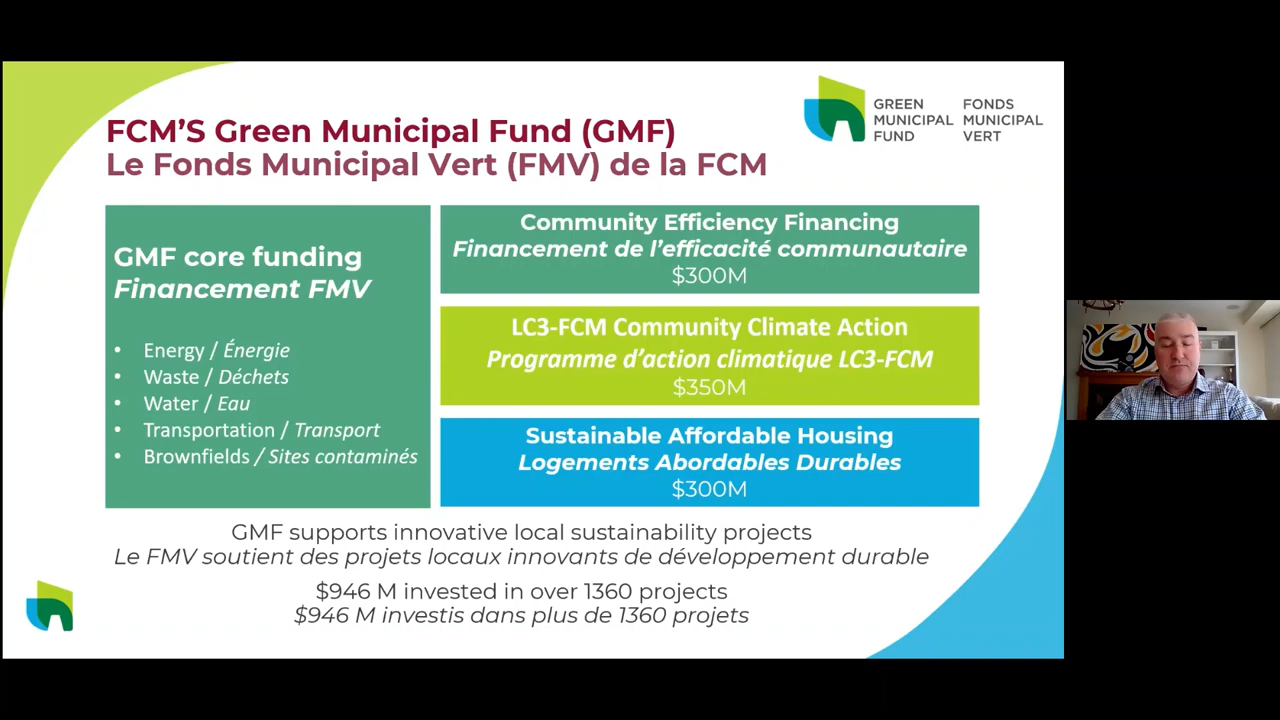 FCM'S Green Municipal Fund (GMF)
Le Fonds Municipal Vert (FMV) de la FCM
GREEN
MUNICIPAL
FUND
FONDS
MUNICIPAL
VERT
GMF core funding
Financement FMV
• Energy / Énergie
• Waste / Déchets
• Water / Eau
• Transportation / Transport
• Brownfields / Sites contaminés
Community Efficiency Financing
Financement de l'efficacité communautaire
$300M
LC3-FCM Community Climate Action
Programme d'action climatique LC3-FCM
$350M
Sustainable Affordable Housing
Logements Abordables Durables
$300M
GMF supports innovative local sustainability projects
Le FMV soutient des projets locaux innovants de développement durable
$946 M invested in over 1360 projects
$946 M investis dans plus de 1360 projets